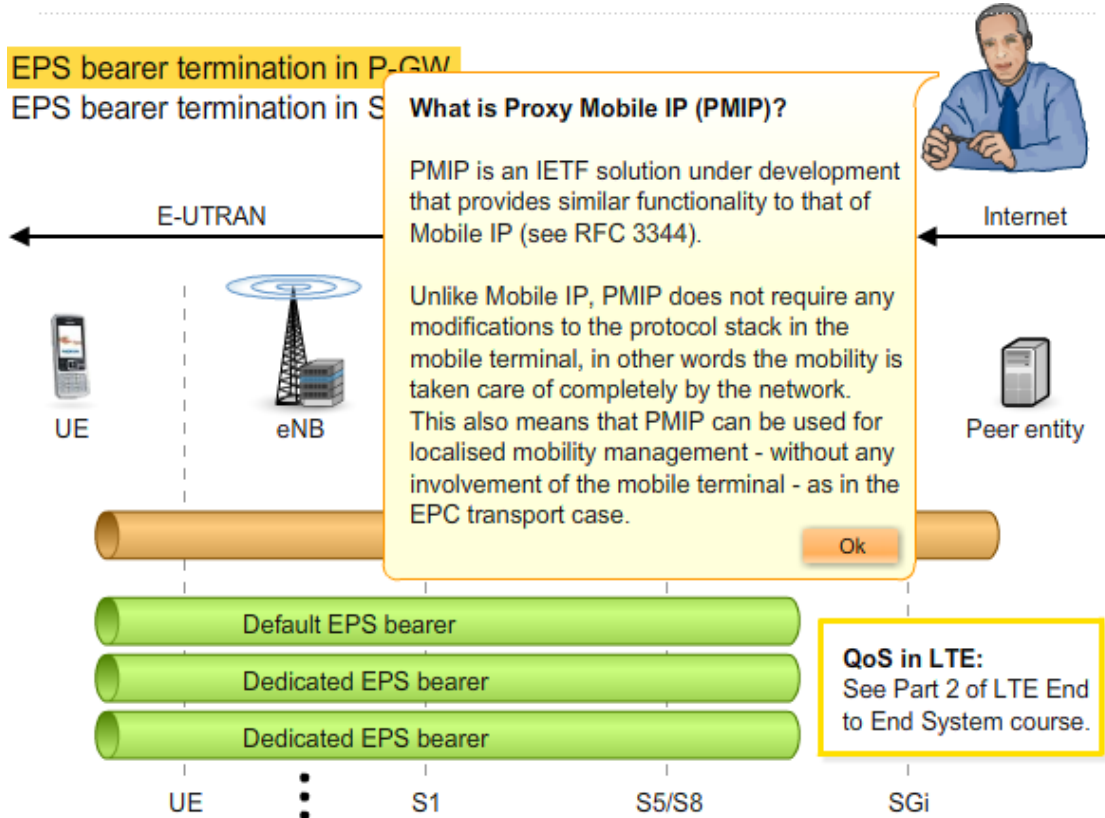 EPS bearer termination in P-GW
EPS bearer termination in S
What is Proxy Mobile IP (PMIP)?
PMIP is an IETF solution under development
that provides similar functionality to that of
Mobile IP (see RFC 3344).
Unlike Mobile IP, PMIP does not require any
modifications to the protocol stack in the
mobile terminal, in other words the mobility is
taken care of completely by the network.
This also means that PMIP can be used for
localised mobility management - without any
involvement of the mobile terminal - as in the
EPC transport case.
Ok
E-UTRAN
Internet
UE
eNB
Peer entity
Default EPS bearer
Dedicated EPS bearer
Dedicated EPS bearer
QoS in LTE:
See Part 2 of LTE End
to End System course.
UE
S1
S5/S8
SGi